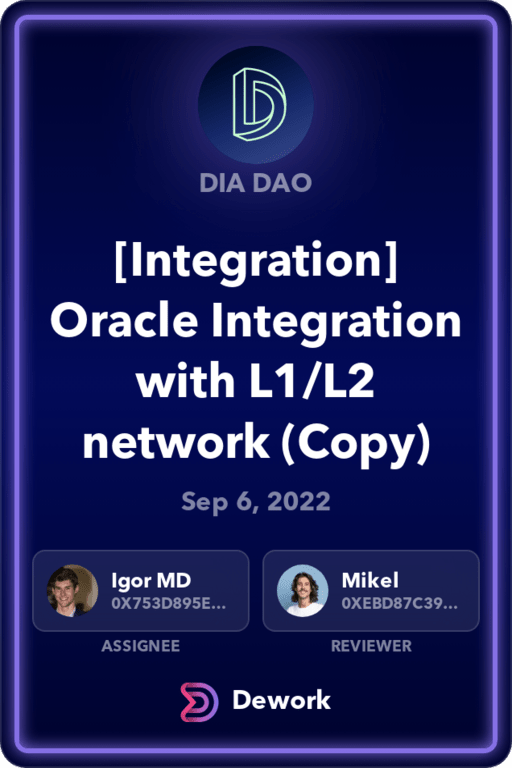 DIA DAO
[Integration]
Oracle Integration
with L1/L2
network (Copy)
Sep 6, 2022
Igor MD
0X753D895E...
ASSIGNEE
Mikel
0XEBD87C39...
REVIEWER
Dework